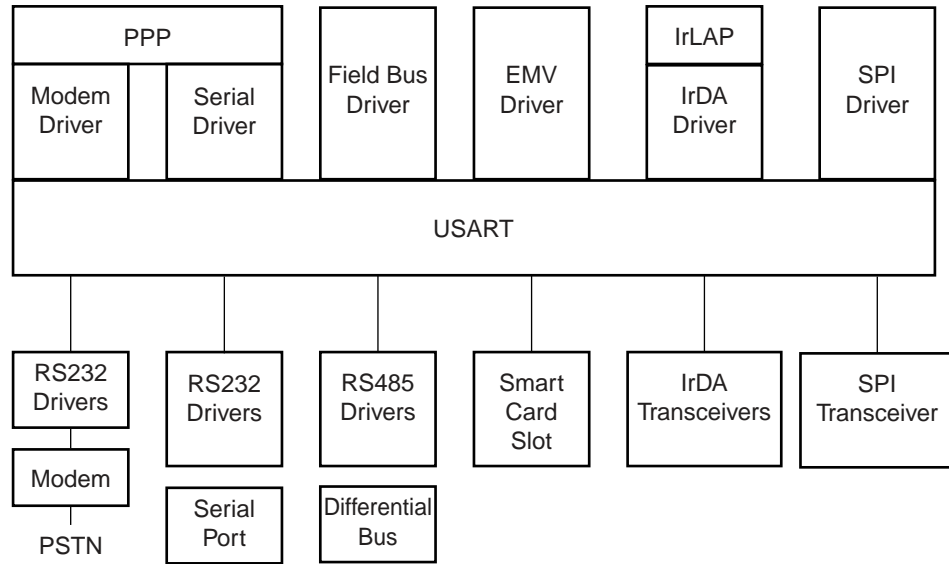 PPP
Modem
Driver
Serial
Driver
Field Bus
Driver
EMV
Driver
IrLAP
IrDA
Driver
SPI
Driver
USART
RS232
Drivers
Modem
PSTN
RS232
Drivers
Serial
Port
RS485
Drivers
Differential
Bus
Smart
Card
Slot
IrDA
Transceivers
SPI
Transceiver